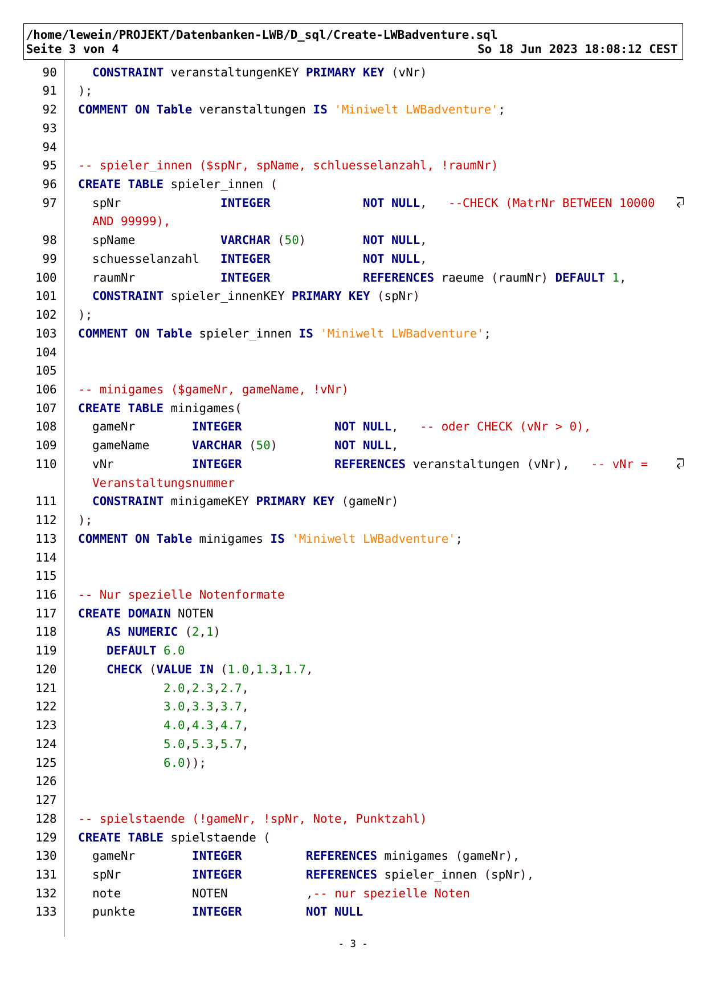 /home/lewein/PROJEKT/Datenbanken-LWB/D_sql/Create-LWBadventure.sql
Seite 3 von 4 So 18 Jun 2023 18:08:12 CEST
90 CONSTRAINT veranstaltungenKEY PRIMARY KEY (vNr)
91 );
92 COMMENT ON Table veranstaltungen IS 'Miniwelt LWBadventure';
93
94
95 -- spieler_innen ($spNr, spName, schluesselanzahl, !raumNr)
96 CREATE TABLE spieler_innen (
97 spNr INTEGER NOT NULL, --CHECK (MatrNr BETWEEN 10000
AND 99999),
98 spName VARCHAR (50) NOT NULL,
99 schuesselanzahl INTEGER NOT NULL,
100 raumNr INTEGER REFERENCES raeume (raumNr) DEFAULT 1,
101 CONSTRAINT spieler_innenKEY PRIMARY KEY (spNr)
102 );
103 COMMENT ON Table spieler_innen IS 'Miniwelt LWBadventure';
104
105
106 -- minigames ($gameNr, gameName, !vNr)
107 CREATE TABLE minigames(
108 gameNr INTEGER NOT NULL, -- oder CHECK (vNr > 0),
109 gameName VARCHAR (50) NOT NULL,
110 vNr INTEGER REFERENCES veranstaltungen (vNr), -- vNr =
Veranstaltungsnummer
111 CONSTRAINT minigameKEY PRIMARY KEY (gameNr)
112 );
113 COMMENT ON Table minigames IS 'Miniwelt LWBadventure';
114
115
116 -- Nur spezielle Notenformate
117 CREATE DOMAIN NOTEN
118 AS NUMERIC (2,1)
119 DEFAULT 6.0
120 CHECK (VALUE IN (1.0,1.3,1.7,
121 2.0,2.3,2.7,
122 3.0,3.3,3.7,
123 4.0,4.3,4.7,
124 5.0,5.3,5.7,
125 6.0));
126
127
128 -- spielstaende (!gameNr, !spNr, Note, Punktzahl)
129 CREATE TABLE spielstaende (
130 gameNr INTEGER REFERENCES minigames (gameNr),
131 spNr INTEGER REFERENCES spieler_innen (spNr),
132 note NOTEN ,-- nur spezielle Noten
133 punkte INTEGER NOT NULL
- 3 -